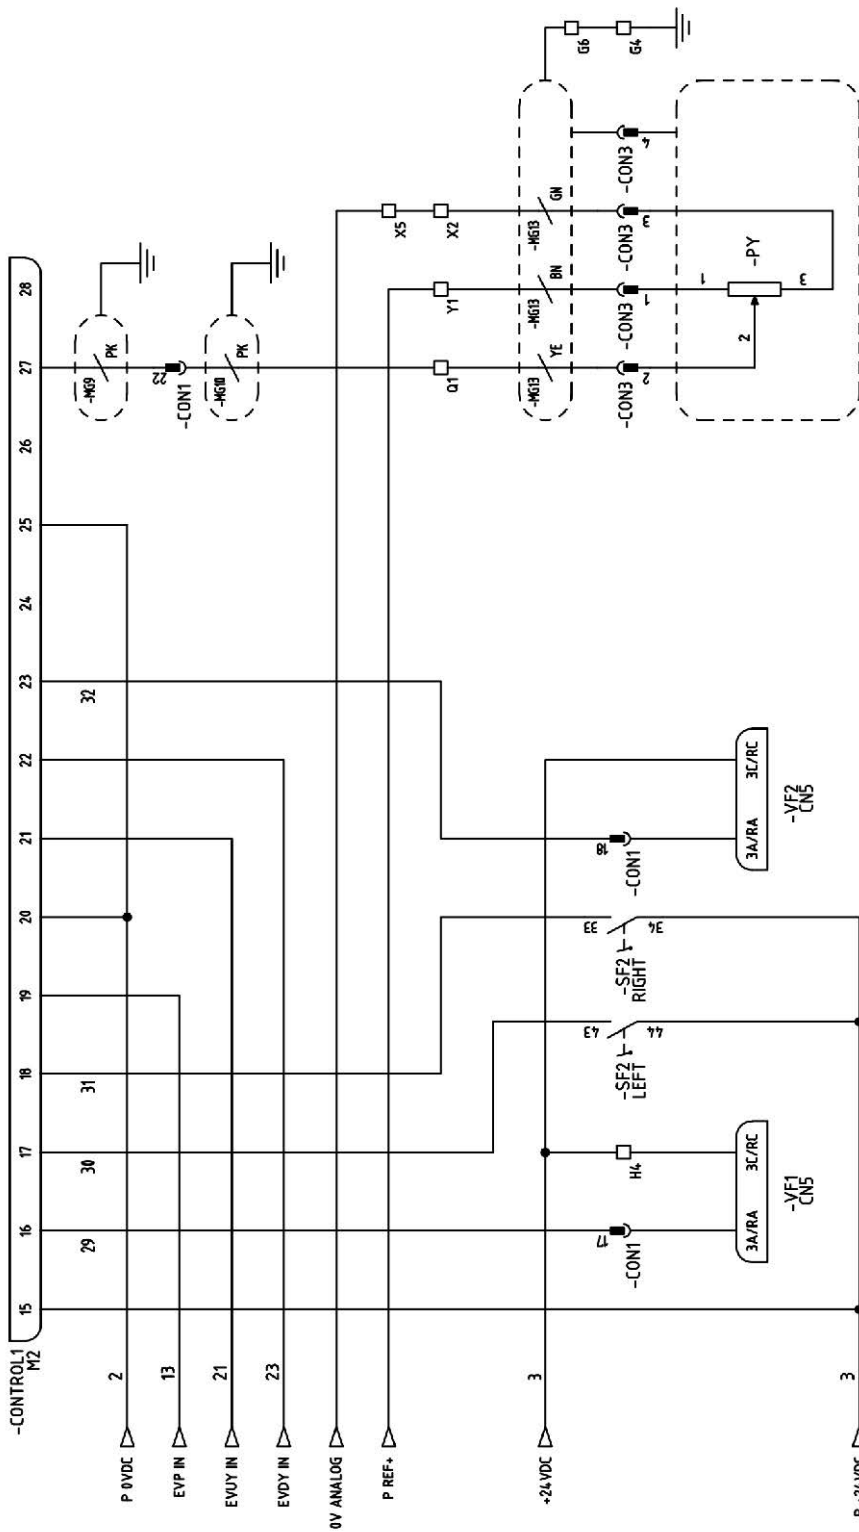 -CONTROL1
M2
15
16
17
18
19
20
21
22
23
24
25
26
27
28
29
30
31
32
P 0VDC
2
EVP IN
13
EVUY IN
21
EVDY IN
23
0V ANALOG
P REF+
+24VDC
3
3
-MG9
PK
22
-CON1
-MG10
PK
X5
X2
Y1
Q1
-MG13
YE
-MG13
BN
-MG13
GN
G6
G4
-CON3
2
-CON3
1
-CON3
3
-CON3
4
-PY
1
2
3
17
-CON1
H4
3A/RA
3C/RC
-VF1
CN5
43
44
-SF2
LEFT
33
34
-SF2
RIGHT
18
-CON1
3A/RA
3C/RC
-VF2
CN5